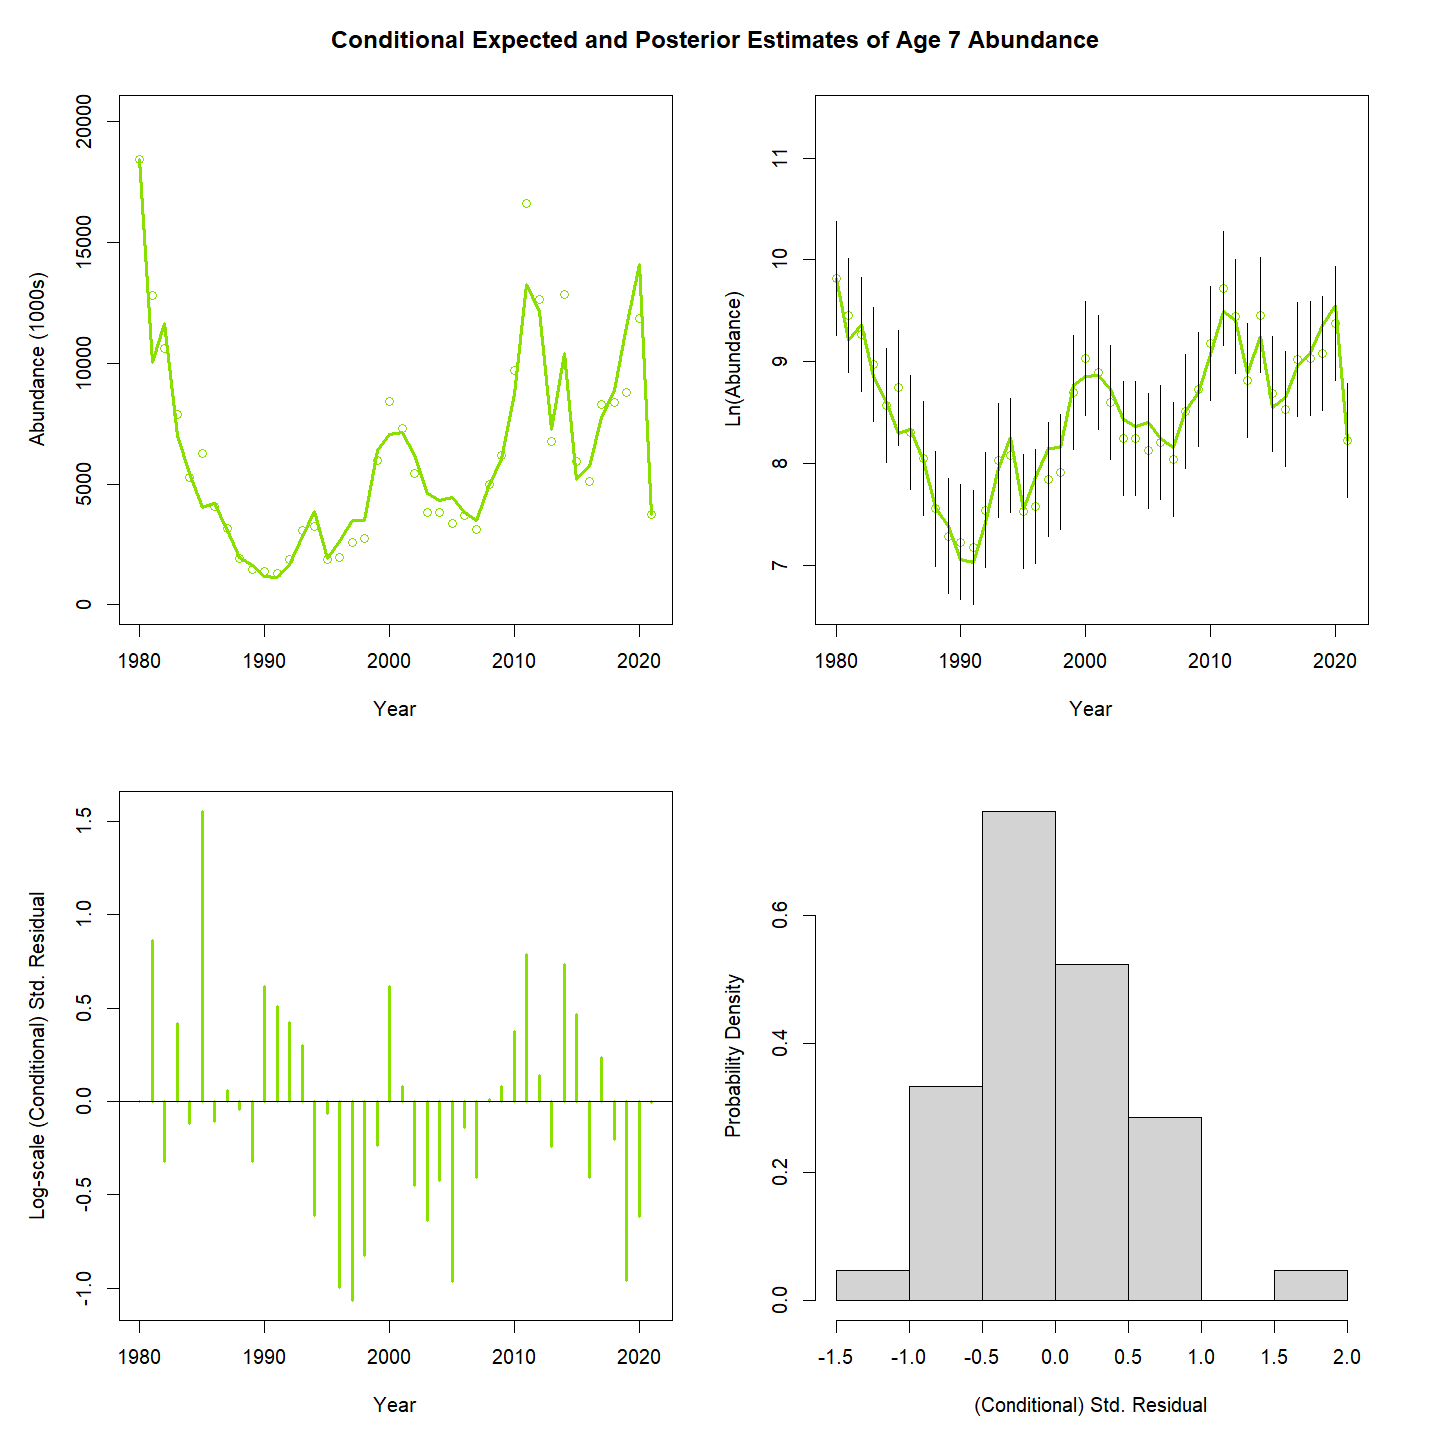 Conditional Expected and Posterior Estimates of Age 7 Abundance
Abundance (1000s)
20000
15000
10000
5000
0
1980 1990 2000 2010 2020
Year
Ln(Abundance)
11
10
9
8
7
1980 1990 2000 2010 2020
Year
Log-scale (Conditional) Std. Residual
1.5
1.0
0.5
0.0
-0.5
-1.0
1980 1990 2000 2010 2020
Year
Probability Density
0.6
0.4
0.2
0.0
-1.5 -1.0 -0.5 0.0 0.5 1.0 1.5 2.0
(Conditional) Std. Residual